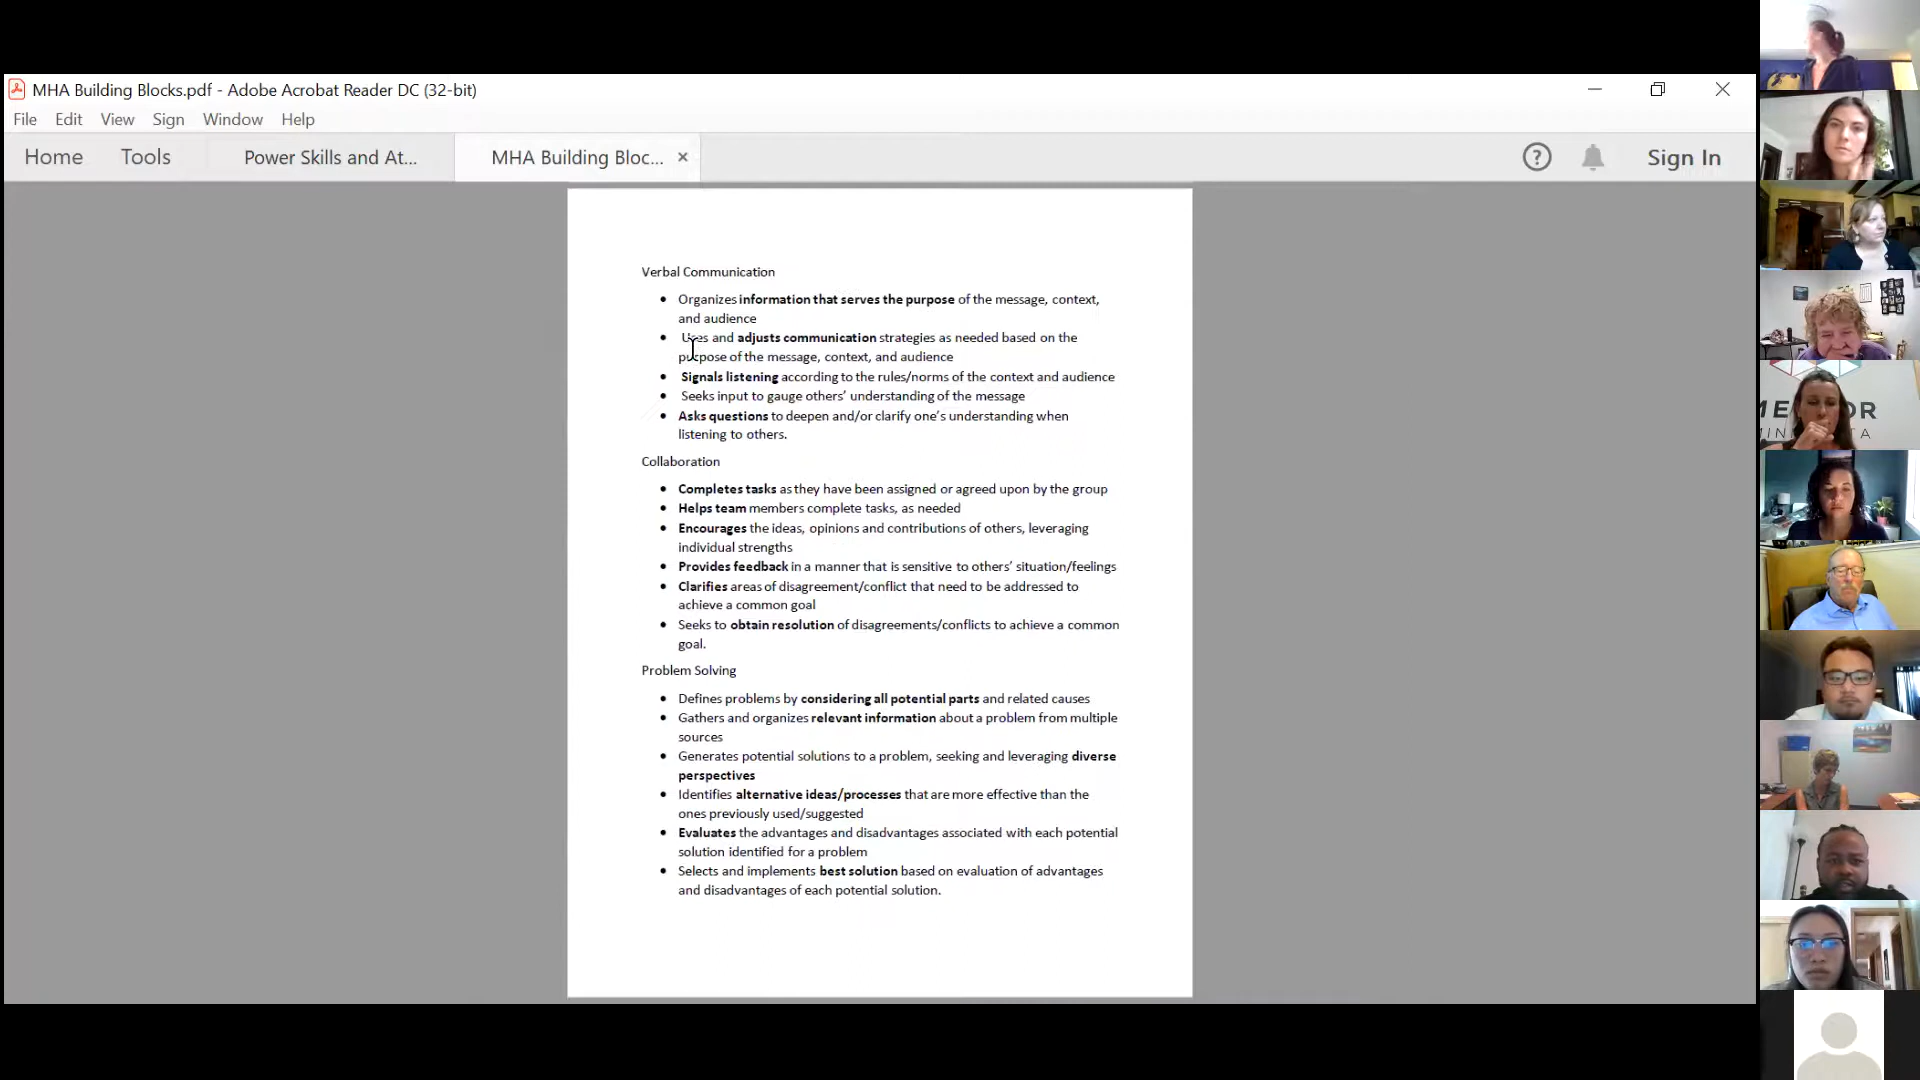 MHA Building Blocks.pdf - Adobe Acrobat Reader DC (32-bit)
File Edit View Sign Window Help
Home Tools Power Skills and At... MHA Building Bloc... × ? Sign In
Verbal Communication
• Organizes information that serves the purpose of the message, context,
and audience
• Uses and adjusts communication strategies as needed based on the
purpose of the message, context, and audience
• Signals listening according to the rules/norms of the context and audience
• Seeks input to gauge others’ understanding of the message
• Asks questions to deepen and/or clarify one’s understanding when
listening to others.
Collaboration
• Completes tasks as they have been assigned or agreed upon by the group
• Helps team members complete tasks, as needed
• Encourages the ideas, opinions and contributions of others, leveraging
individual strengths
• Provides feedback in a manner that is sensitive to others’ situation/feelings
• Clarifies areas of disagreement/conflict that need to be addressed to
achieve a common goal
• Seeks to obtain resolution of disagreements/conflicts to achieve a common
goal.
Problem Solving
• Defines problems by considering all potential parts and related causes
• Gathers and organizes relevant information about a problem from multiple
sources
• Generates potential solutions to a problem, seeking and leveraging diverse
perspectives
• Identifies alternative ideas/processes that are more effective than the
ones previously used/suggested
• Evaluates the advantages and disadvantages associated with each potential
solution identified for a problem
• Selects and implements best solution based on evaluation of advantages
and disadvantages of each potential solution.